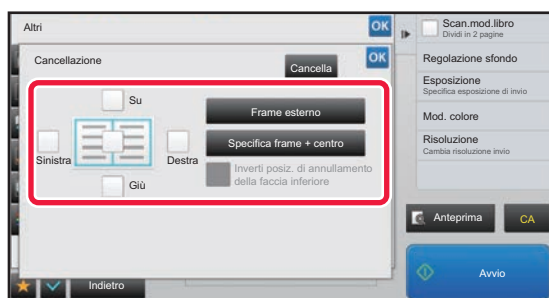 Altri
OK
Cancellazione
Cancella
OK
Su
Sinistra
Destra
Giù
Frame esterno
Specifica frame + centro
Inverti posiz. di annullamento
della faccia inferiore
Indietro
Scan.mod.libro
Dividi in 2 pagine
Regolazione sfondo
Esposizione
Specifica esposizione di invio
Mod. colore
Risoluzione
Cambia risoluzione invio
Anteprima
CA
Avvio